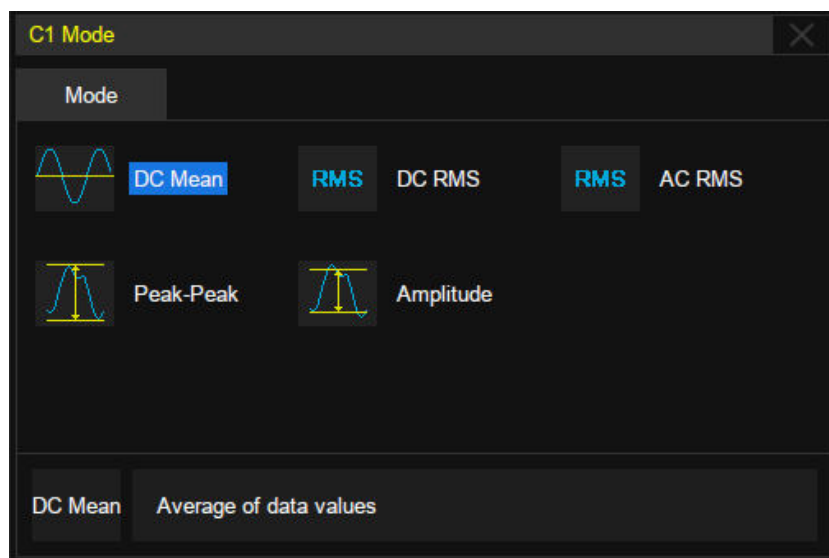 C1 Mode
Mode
DC Mean RMS DC RMS RMS AC RMS
Peak-Peak Amplitude
DC Mean Average of data values